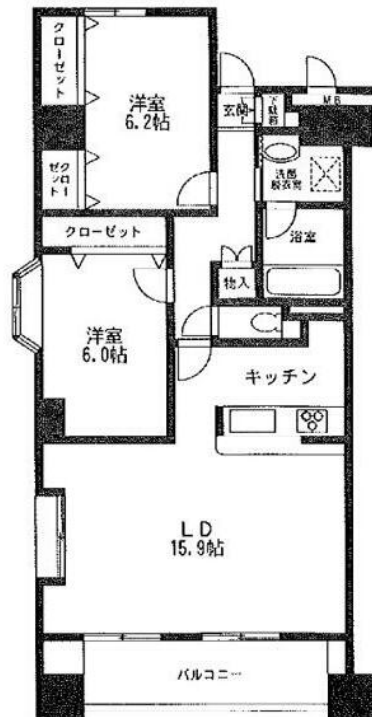 クローゼット
洋室
6.2帖
玄関
下駄箱
MB
クローゼット
洗面
脱衣室
クローゼット
浴室
物入
洋室
6.0帖
キッチン
LD
15.9帖
バルコニー